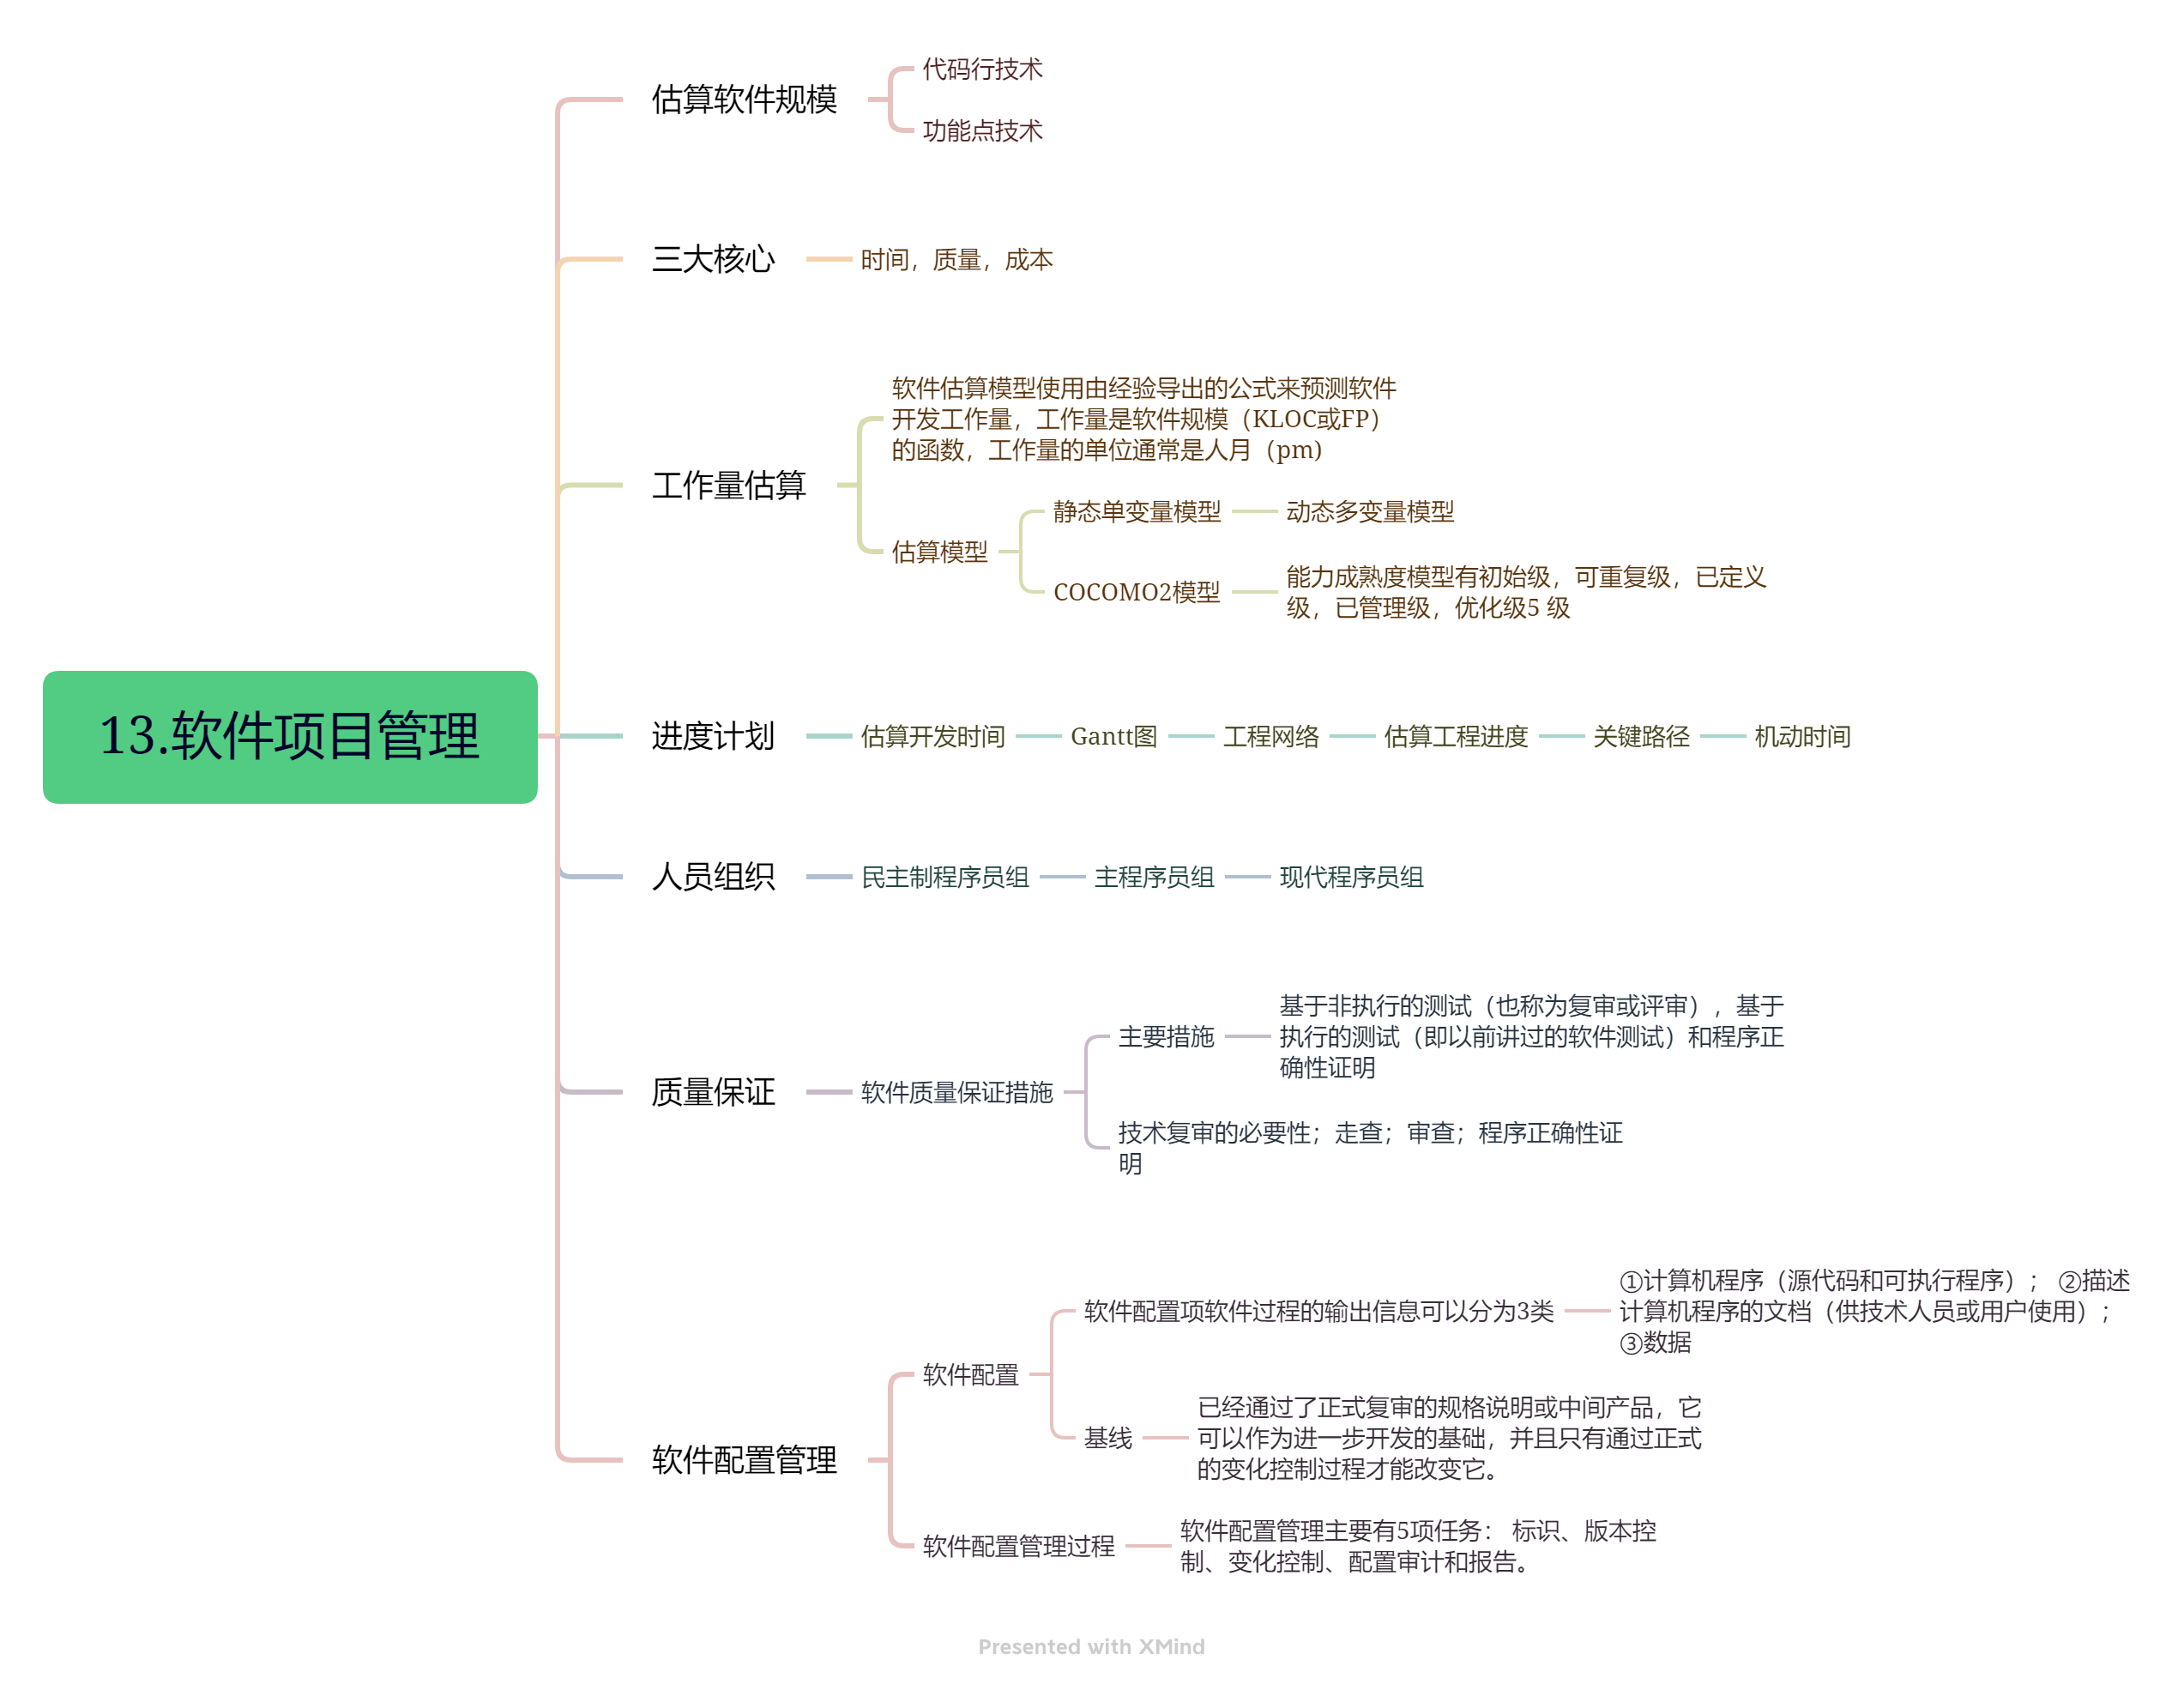 13.软件项目管理
估算软件规模
代码行技术
功能点技术
三大核心
时间，质量，成本
工作量估算
软件估算模型使用由经验导出的公式来预测软件
开发工作量，工作量是软件规模（KLOC或FP）
的函数，工作量的单位通常是人月（pm)
估算模型
静态单变量模型
动态多变量模型
COCOMO2模型
能力成熟度模型有初始级，可重复级，已定义
级，已管理级，优化级5 级
进度计划
估算开发时间
Gantt图
工程网络
估算工程进度
关键路径
机动时间
人员组织
民主制程序员组
主程序员组
现代程序员组
质量保证
软件质量保证措施
主要措施
基于非执行的测试（也称为复审或评审），基于
执行的测试（即以前讲过的软件测试）和程序正
确性证明
技术复审的必要性；走查；审查；程序正确性证
明
软件配置管理
软件配置
软件配置项软件过程的输出信息可以分为3类
①计算机程序（源代码和可执行程序）； ②描述
计算机程序的文档（供技术人员或用户使用）；
③数据
基线
已经通过了正式复审的规格说明或中间产品，它
可以作为进一步开发的基础，并且只有通过正式
的变化控制过程才能改变它。
软件配置管理过程
软件配置管理主要有5项任务： 标识、版本控
制、变化控制、配置审计和报告。
Presented with XMind